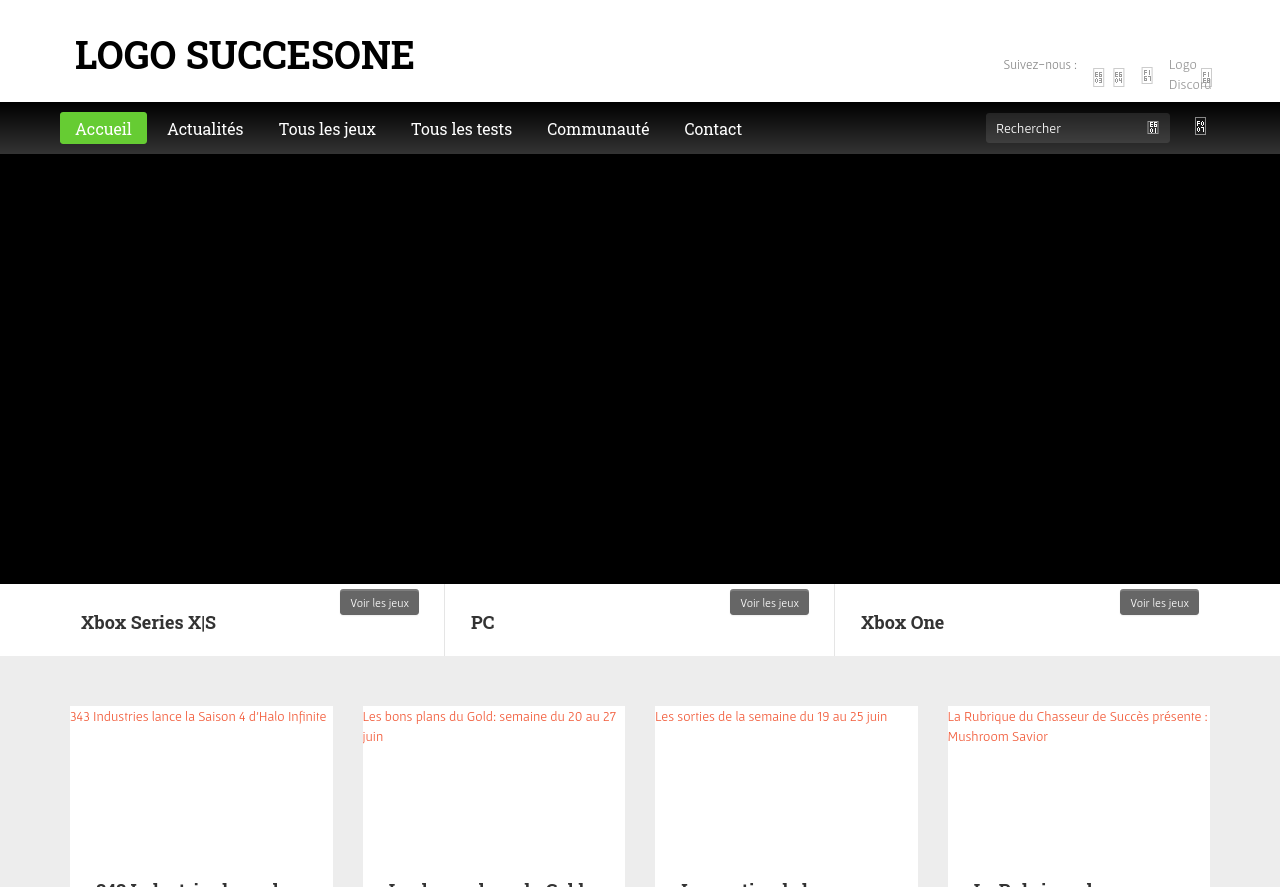 LOGO SUCCESONE
Suivez-nous :
Logo
Discord
Accueil
Actualités
Tous les jeux
Tous les tests
Communauté
Contact
Rechercher
Xbox Series X|S
Voir les jeux
PC
Voir les jeux
Xbox One
Voir les jeux
343 Industries lance la Saison 4 d'Halo Infinite
Les bons plans du Gold: semaine du 20 au 27
juin
Les sorties de la semaine du 19 au 25 juin
La Rubrique du Chasseur de Succès présente :
Mushroom Savior